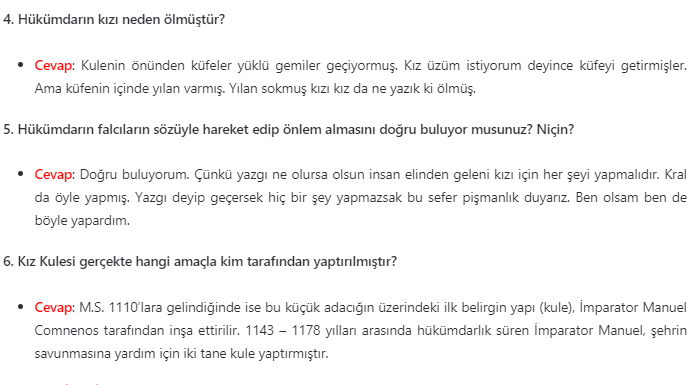 4. Hükümdarın kızı neden ölmüştür?
Cevap: Kulenin önünden küfeler yüklü gemiler geçiyormuş. Kız üzüm istiyorum deyince küfeyi getirmişler.
Ama küfenin içinde yılan varmış. Yılan sokmuş kızı kız da ne yazık ki ölmüş.
5. Hükümdarın falcıların sözüyle hareket edip önlem almasını doğru buluyor musunuz? Niçin?
Cevap: Doğru buluyorum. Çünkü yazgı ne olursa olsun insan elinden geleni kızı için her şeyi yapmalıdır. Kral
da öyle yapmış. Yazgı deyip geçersek hiç bir şey yapmazsak bu sefer pişmanlık duyarız. Ben olsam ben de
böyle yapardım.
6. Kız Kulesi gerçekte hangi amaçla kim tarafından yaptırılmıştır?
Cevap: M.S. 1110’lara gelindiğinde ise bu küçük adacığın üzerindeki ilk belirgin yapı (kule), İmparator Manuel
Comnenos tarafından inşa ettirilir. 1143 – 1178 yılları arasında hükümdarlık süren İmparator Manuel, şehrin
savunmasına yardım için iki tane kule yaptırmıştır.